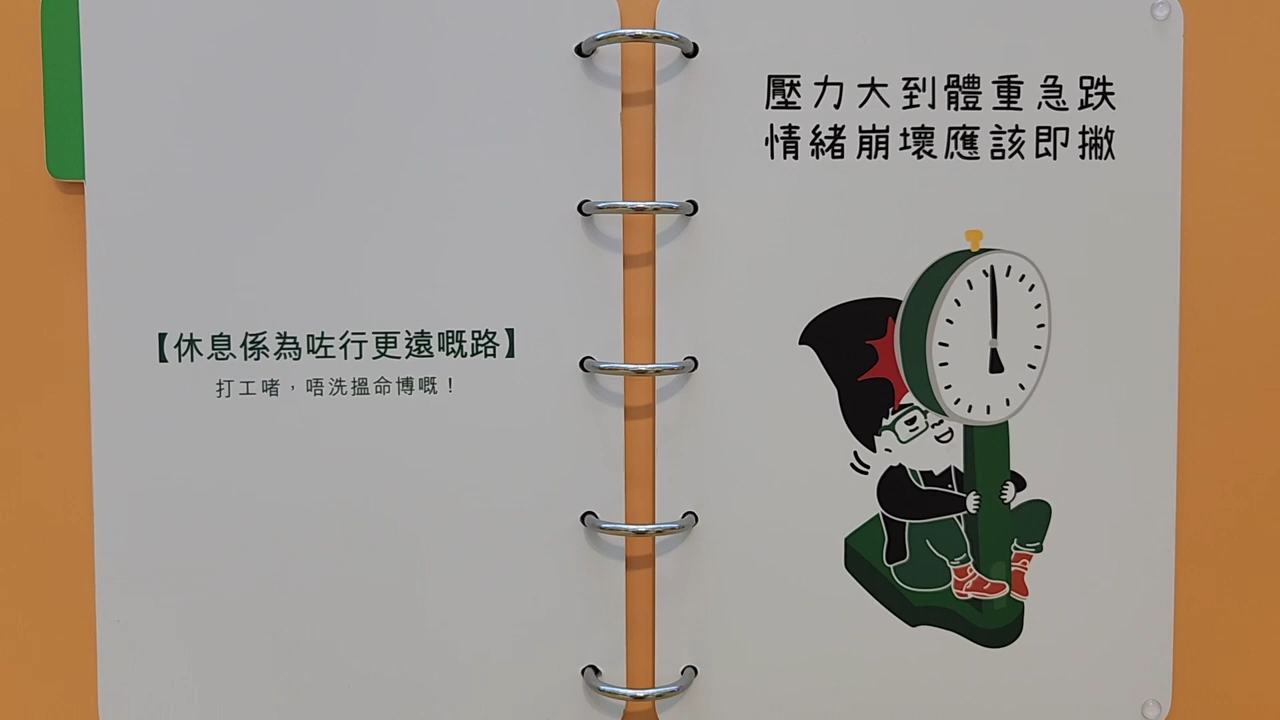 【休息係為咗行更遠嘅路】
打工啫，唔洗搵命博嘅！
壓力大到體重急跌
情緒崩壞應該即撇